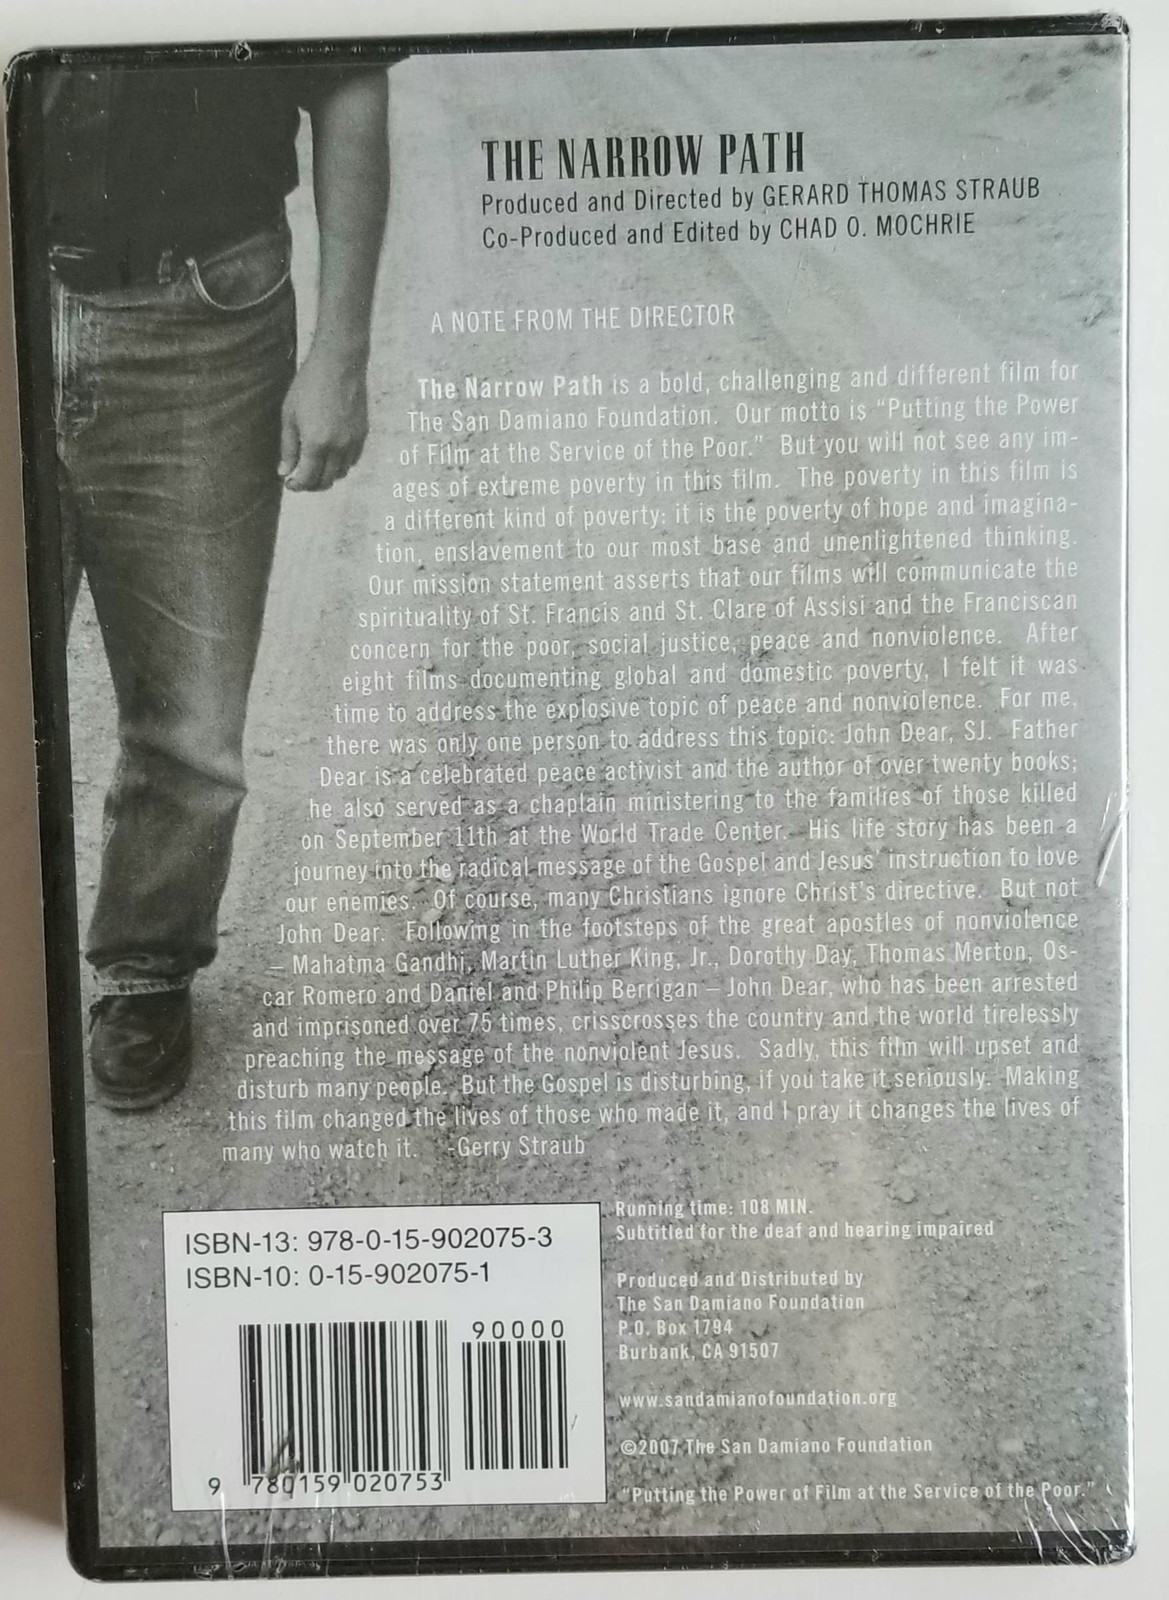 THE NARROW PATH
Produced and Directed by GERARD THOMAS STRAUB
Co-Produced and Edited by CHAD O. MOCHRIE
A NOTE FROM THE DIRECTOR
The Narrow Path is a bold, challenging and different film for
The San Damiano Foundation. Our motto is “Putting the Power
of Film at the Service of the Poor.” But you will not see any im-
ages of extreme poverty in this film. The poverty in this film is
a different kind of poverty: it is the poverty of hope and imagina-
tion, enslavement to our most base and unenlightened thinking.
Our mission statement asserts that our films will communicate the
spirituality of St. Francis and St. Clare of Assisi and the Franciscan
concern for the poor, social justice, peace and nonviolence. After
eight films documenting global and domestic poverty, I felt it was
time to address the explosive topic of peace and nonviolence. For me,
there was only one person to address this topic: John Dear, SJ. Father
Dear is a celebrated peace activist and the author of over twenty books;
he also served as a chaplain ministering to the families of those killed
on September 11th at the World Trade Center. His life story has been a
journey into the radical message of the Gospel and Jesus’ instruction to love
our enemies. Of course, many Christians ignore Christ’s directive. But not
John Dear. Following in the footsteps of the great apostles of nonviolence
– Mahatma Gandhi, Martin Luther King, Jr., Dorothy Day, Thomas Merton, Os-
car Romero and Daniel and Philip Berrigan – John Dear, who has been arrested
and imprisoned over 75 times, crisscrosses the country and the world tirelessly
preaching the message of the nonviolent Jesus. Sadly, this film will upset and
disturb many people. But the Gospel is disturbing, if you take it seriously. Making
this film changed the lives of those who made it, and I pray it changes the lives of
many who watch it. -Gerry Straub
ISBN-13: 978-0-15-902075-3
ISBN-10: 0-15-902075-1
90000
9 780159 020753
Running time: 108 MIN.
Subtitled for the deaf and hearing impaired
Produced and Distributed by
The San Damiano Foundation
P.O. Box 1794
Burbank, CA 91507
www.sandamianofoundation.org
©2007 The San Damiano Foundation
“Putting the Power of Film at the Service of the Poor.”